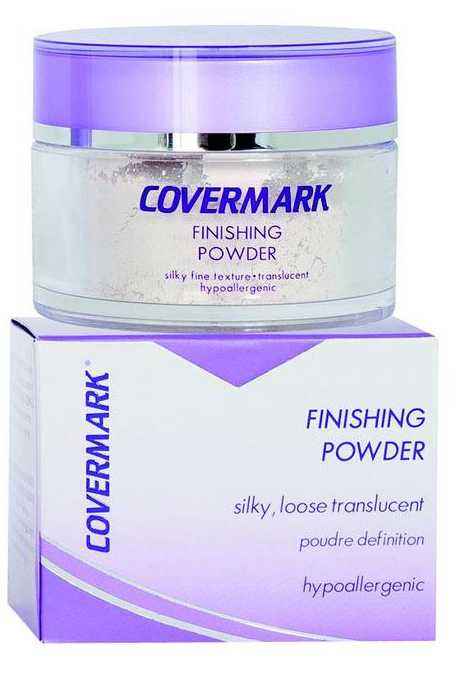 COVERMARK
FINISHING
POWDER
silky fine texture•translucent
hypoallergenic
COVERMARK®
FINISHING
POWDER
silky, loose translucent
poudre definition
hypoallergenic